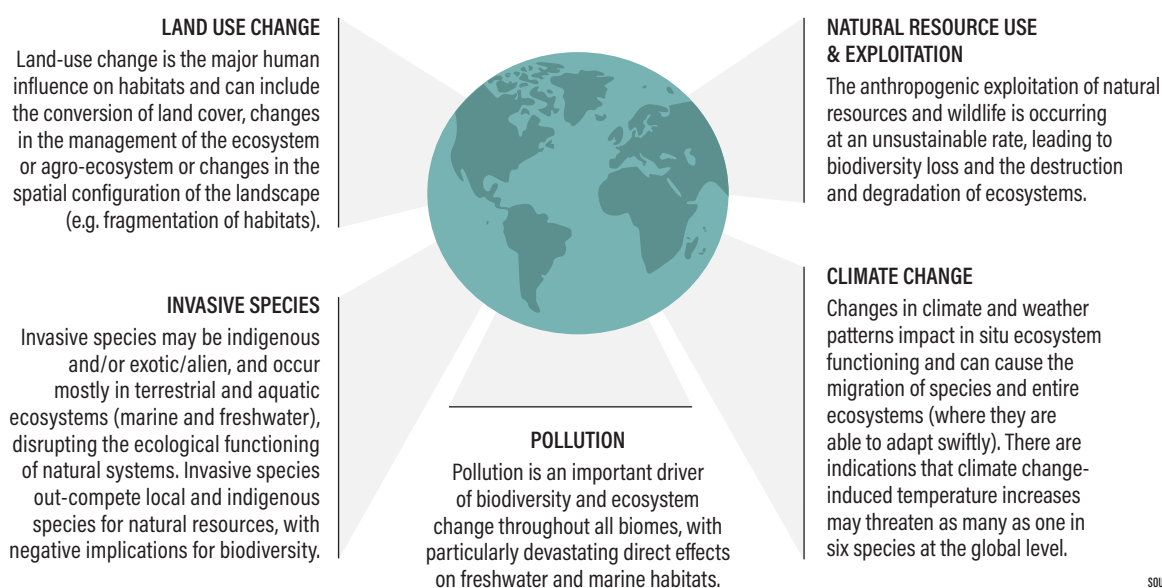 LAND USE CHANGE
Land-use change is the major human
influence on habitats and can include
the conversion of land cover, changes
in the management of the ecosystem
or agro-ecosystem or changes in the
spatial configuration of the landscape
(e.g. fragmentation of habitats).
INVASIVE SPECIES
Invasive species may be indigenous
and/or exotic/alien, and occur
mostly in terrestrial and aquatic
ecosystems (marine and freshwater),
disrupting the ecological functioning
of natural systems. Invasive species
out-compete local and indigenous
species for natural resources, with
negative implications for biodiversity.
POLLUTION
Pollution is an important driver
of biodiversity and ecosystem
change throughout all biomes, with
particularly devastating direct effects
on freshwater and marine habitats.
NATURAL RESOURCE USE
& EXPLOITATION
The anthropogenic exploitation of natural
resources and wildlife is occurring
at an unsustainable rate, leading to
biodiversity loss and the destruction
and degradation of ecosystems.
CLIMATE CHANGE
Changes in climate and weather
patterns impact in situ ecosystem
functioning and can cause the
migration of species and entire
ecosystems (where they are
able to adapt swiftly). There are
indications that climate change-
induced temperature increases
may threaten as many as one in
six species at the global level.